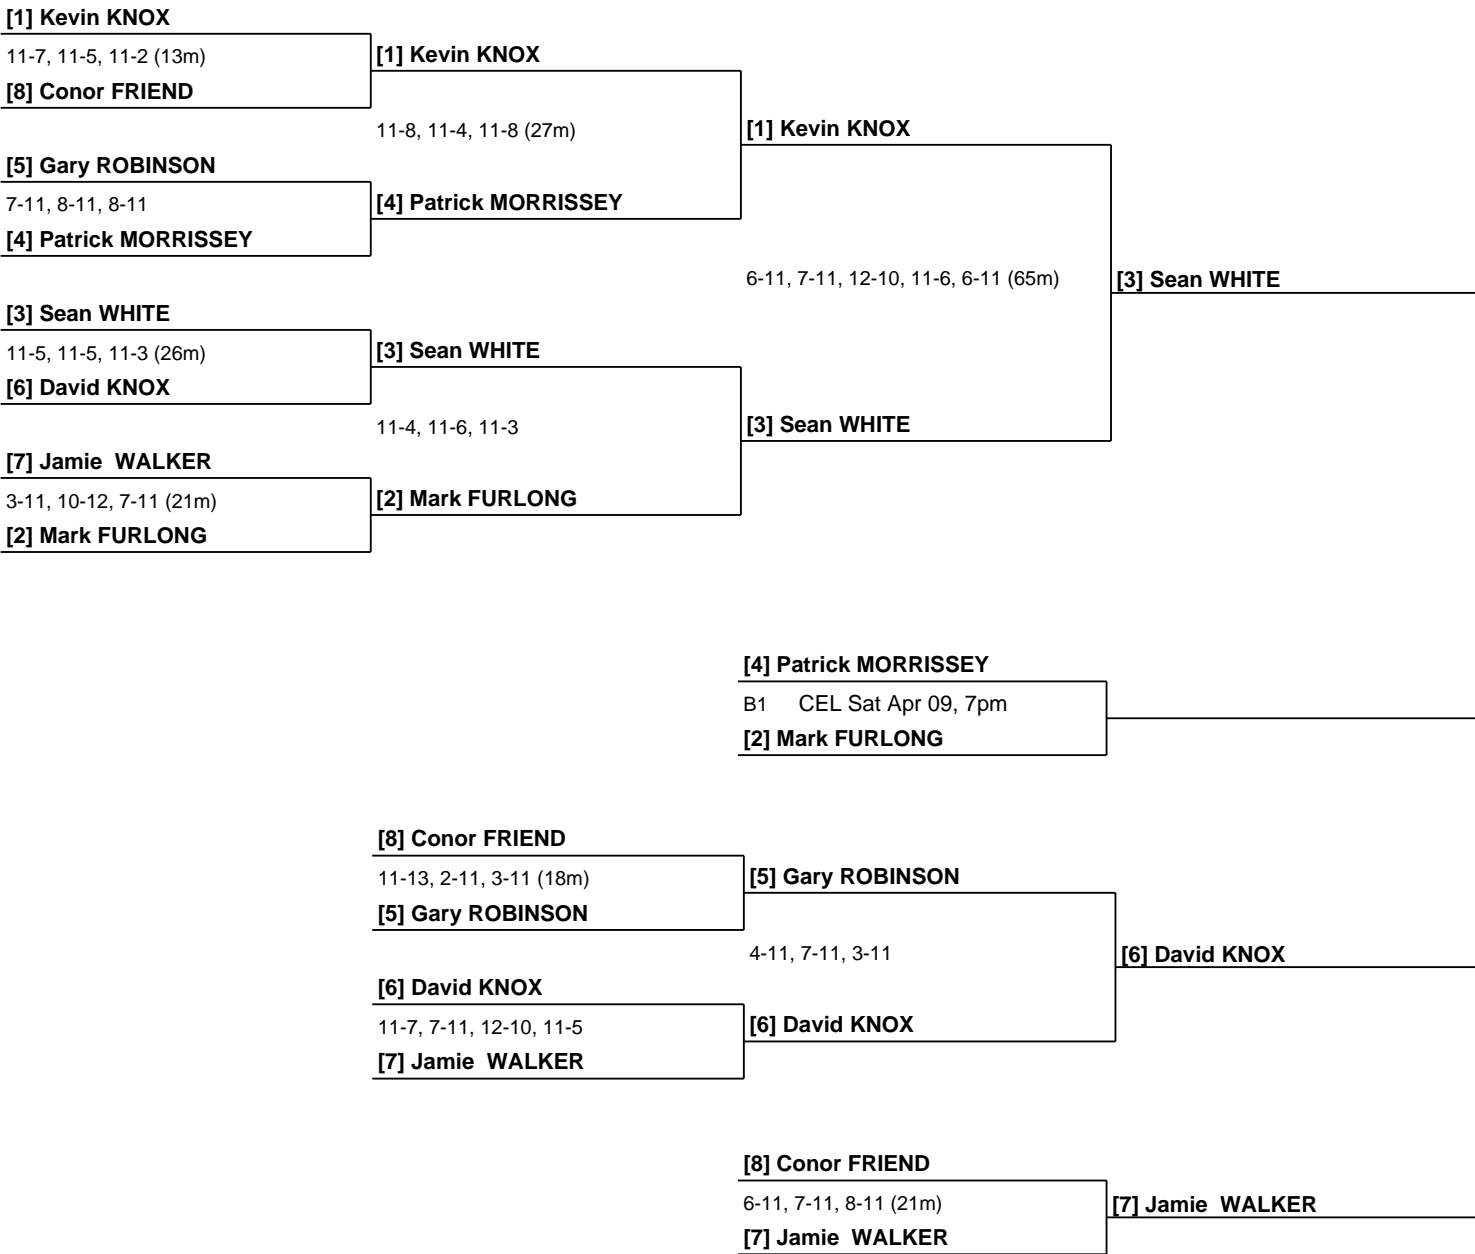 [1] Kevin KNOX
11-7, 11-5, 11-2 (13m)
[1] Kevin KNOX
[8] Conor FRIEND
11-8, 11-4, 11-8 (27m)
[1] Kevin KNOX
[5] Gary ROBINSON
7-11, 8-11, 8-11
[4] Patrick MORRISSEY
[4] Patrick MORRISSEY
6-11, 7-11, 12-10, 11-6, 6-11 (65m)
[3] Sean WHITE
[3] Sean WHITE
11-5, 11-5, 11-3 (26m)
[3] Sean WHITE
[6] David KNOX
11-4, 11-6, 11-3
[3] Sean WHITE
[7] Jamie  WALKER
3-11, 10-12, 7-11 (21m)
[2] Mark FURLONG
[2] Mark FURLONG
[4] Patrick MORRISSEY
B1 CEL Sat Apr 09, 7pm
[2] Mark FURLONG
[8] Conor FRIEND
11-13, 2-11, 3-11 (18m)
[5] Gary ROBINSON
[5] Gary ROBINSON
4-11, 7-11, 3-11
[6] David KNOX
[6] David KNOX
11-7, 7-11, 12-10, 11-5
[6] David KNOX
[7] Jamie  WALKER
[8] Conor FRIEND
6-11, 7-11, 8-11 (21m)
[7] Jamie  WALKER
[7] Jamie  WALKER